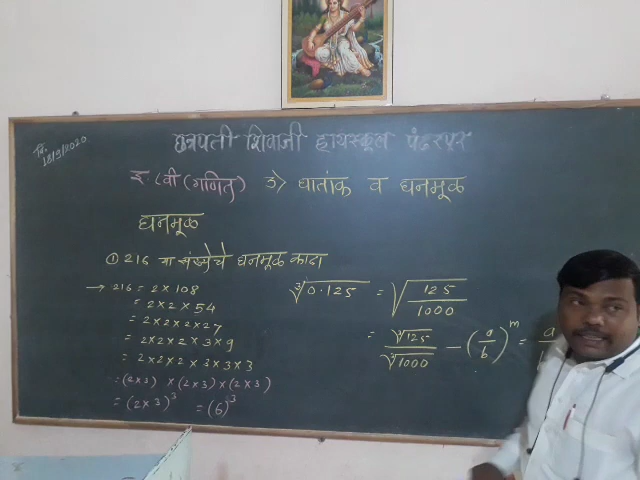 दि. 18/9/2020
छत्रपती शिवाजी हायस्कूल पंढरपूर
इ. ८वी (गणित) 3> घातांक व घनमूळ
घनमूळ
① 216 या संख्येचे घनमूळ काढा
→ 216 = 2 × 108
= 2 × 2 × 54
= 2 × 2 × 2 × 27
= 2 × 2 × 2 × 3 × 9
= 2 × 2 × 2 × 3 × 3 × 3
∴ (2 × 3) × (2 × 3) × (2 × 3)
= (2 × 3)³ = (6)³
∛0.125 = √125/1000
= ∛125/∛1000 — (a/b)^m = a